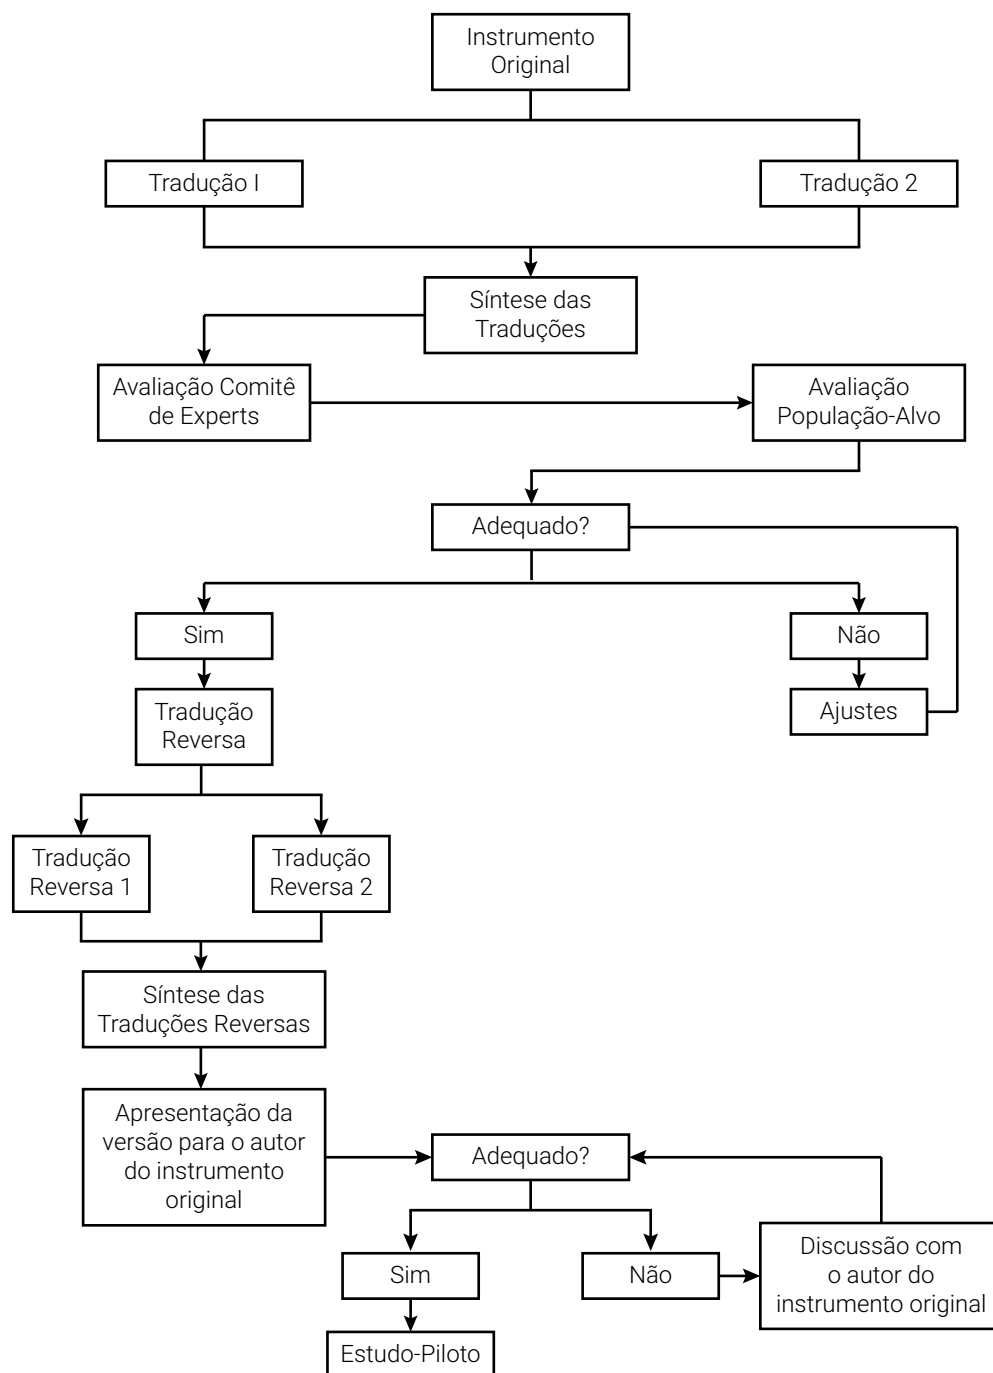 Instrumento
Original
Tradução I
Tradução 2
Síntese das
Traduções
Avaliação Comitê
de Experts
Avaliação
População-Alvo
Adequado?
Sim
Não
Tradução
Reversa
Ajustes
Tradução
Reversa 1
Tradução
Reversa 2
Síntese das
Traduções Reversas
Apresentação da
versão para o autor
do instrumento
original
Adequado?
Sim
Não
Discussão com
o autor do
instrumento original
Estudo-Piloto